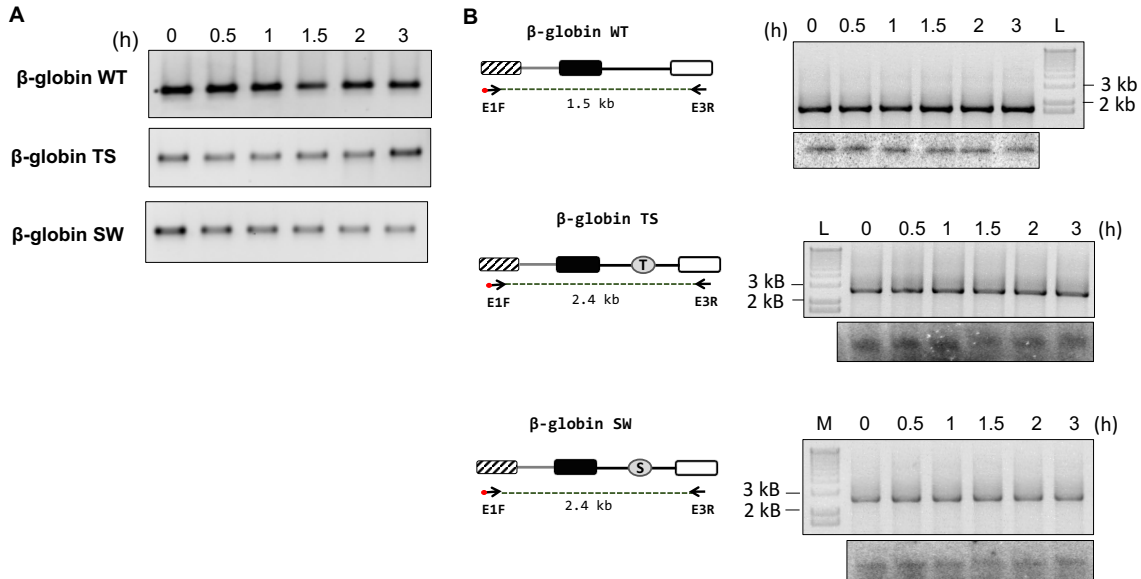 A
(h) 0 0.5 1 1.5 2 3
β-globin WT
β-globin TS
β-globin SW
B
β-globin WT
E1F 1.5 kb E3R
(h) 0 0.5 1 1.5 2 3 L
3 kb
2 kb
β-globin TS
T
E1F 2.4 kb E3R
L 0 0.5 1 1.5 2 3 (h)
3 kB
2 kB
β-globin SW
S
E1F 2.4 kb E3R
M 0 0.5 1 1.5 2 3 (h)
3 kB
2 kB